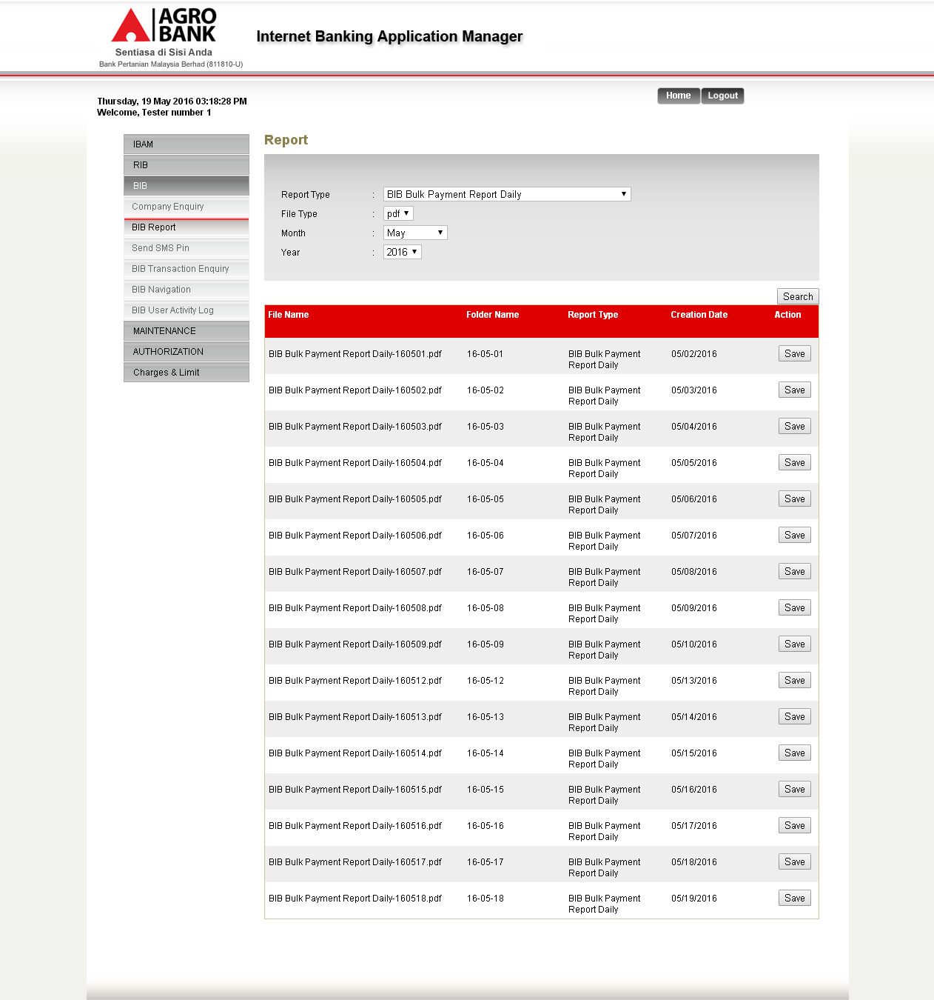 AGRO
BANK
Sentiasa di Sisi Anda
Bank Pertanian Malaysia Berhad (811810-U)
Internet Banking Application Manager
Thursday, 19 May 2016 03:18:28 PM
Welcome, Tester number 1
Home Logout
IBAM
RIB
BIB
Company Enquiry
BIB Report
Send SMS Pin
BIB Transaction Enquiry
BIB Navigation
BIB User Activity Log
MAINTENANCE
AUTHORIZATION
Charges & Limit
Report
Report Type : BIB Bulk Payment Report Daily
File Type : pdf
Month : May
Year : 2016
Search
File Name Folder Name Report Type Creation Date Action
BIB Bulk Payment Report Daily-160501.pdf 16-05-01 BIB Bulk Payment 05/02/2016 Save
Report Daily
BIB Bulk Payment Report Daily-160502.pdf 16-05-02 BIB Bulk Payment 05/03/2016 Save
Report Daily
BIB Bulk Payment Report Daily-160503.pdf 16-05-03 BIB Bulk Payment 05/04/2016 Save
Report Daily
BIB Bulk Payment Report Daily-160504.pdf 16-05-04 BIB Bulk Payment 05/05/2016 Save
Report Daily
BIB Bulk Payment Report Daily-160505.pdf 16-05-05 BIB Bulk Payment 05/06/2016 Save
Report Daily
BIB Bulk Payment Report Daily-160506.pdf 16-05-06 BIB Bulk Payment 05/07/2016 Save
Report Daily
BIB Bulk Payment Report Daily-160507.pdf 16-05-07 BIB Bulk Payment 05/08/2016 Save
Report Daily
BIB Bulk Payment Report Daily-160508.pdf 16-05-08 BIB Bulk Payment 05/09/2016 Save
Report Daily
BIB Bulk Payment Report Daily-160509.pdf 16-05-09 BIB Bulk Payment 05/10/2016 Save
Report Daily
BIB Bulk Payment Report Daily-160512.pdf 16-05-12 BIB Bulk Payment 05/13/2016 Save
Report Daily
BIB Bulk Payment Report Daily-160513.pdf 16-05-13 BIB Bulk Payment 05/14/2016 Save
Report Daily
BIB Bulk Payment Report Daily-160514.pdf 16-05-14 BIB Bulk Payment 05/15/2016 Save
Report Daily
BIB Bulk Payment Report Daily-160515.pdf 16-05-15 BIB Bulk Payment 05/16/2016 Save
Report Daily
BIB Bulk Payment Report Daily-160516.pdf 16-05-16 BIB Bulk Payment 05/17/2016 Save
Report Daily
BIB Bulk Payment Report Daily-160517.pdf 16-05-17 BIB Bulk Payment 05/18/2016 Save
Report Daily
BIB Bulk Payment Report Daily-160518.pdf 16-05-18 BIB Bulk Payment 05/19/2016 Save
Report Daily